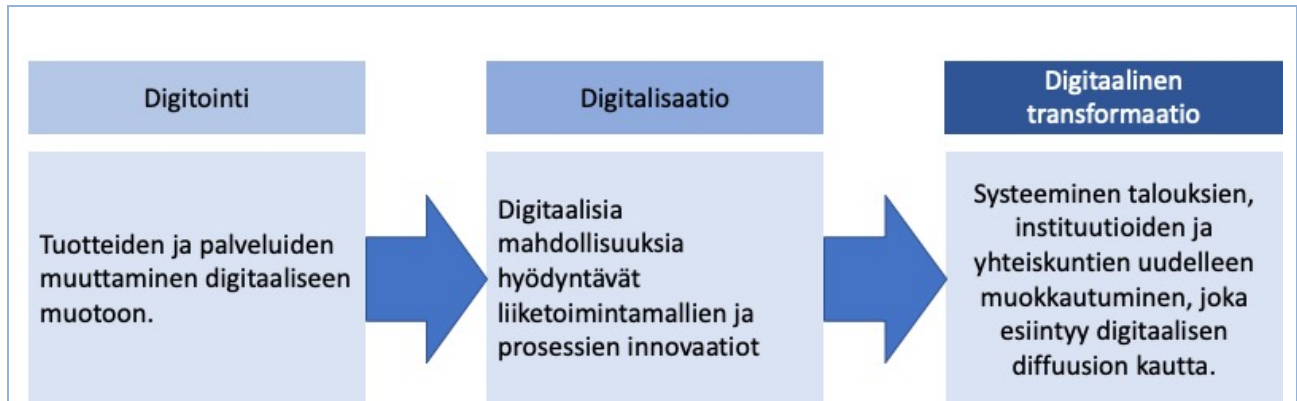 Digitointi
Tuotteiden ja palveluiden
muuttaminen digitaaliseen
muotoon.
Digitalisaatio
Digitaalisia
mahdollisuuksia
hyödyntävät
liiketoimintamallien ja
prosessien innovaatiot
Digitaalinen
transformaatio
Systeeminen talouksien,
instituutioiden ja
yhteiskuntien uudelleen
muokkautuminen, joka
esiintyy digitaalisen
diffuusion kautta.